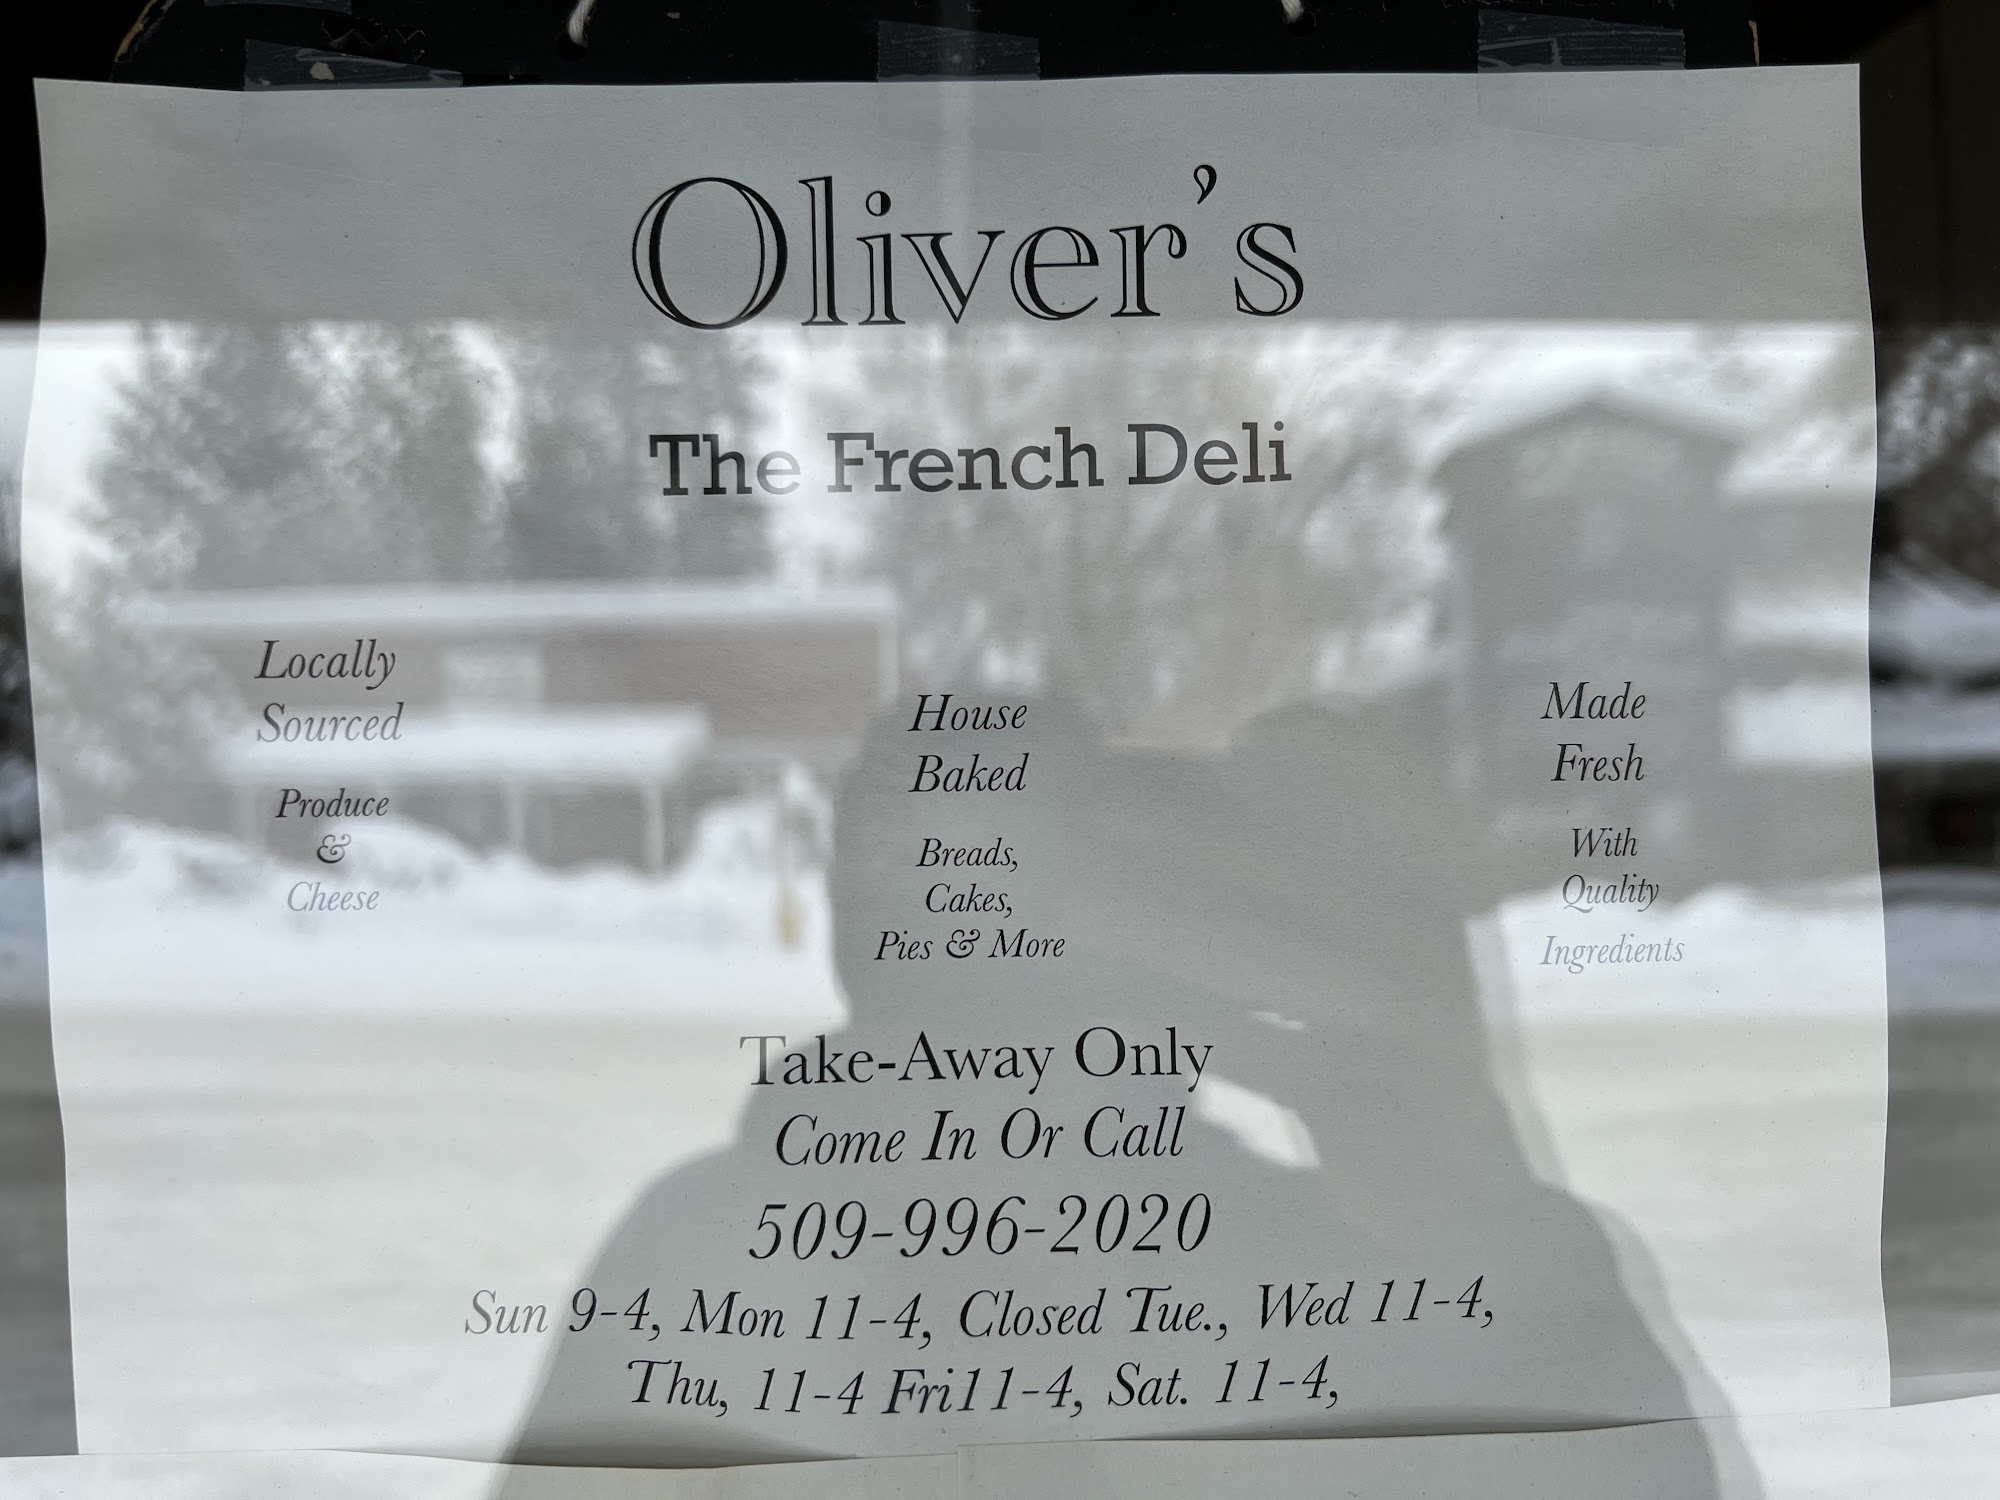 Oliver's
The French Deli
Locally
Sourced
Produce
&
Cheese
House
Baked
Breads,
Cakes,
Pies & More
Made
Fresh
With
Quality
Ingredients
Take-Away Only
Come In Or Call
509-996-2020
Sun 9-4, Mon 11-4, Closed Tue., Wed 11-4,
Thu, 11-4 Fri11-4, Sat. 11-4,